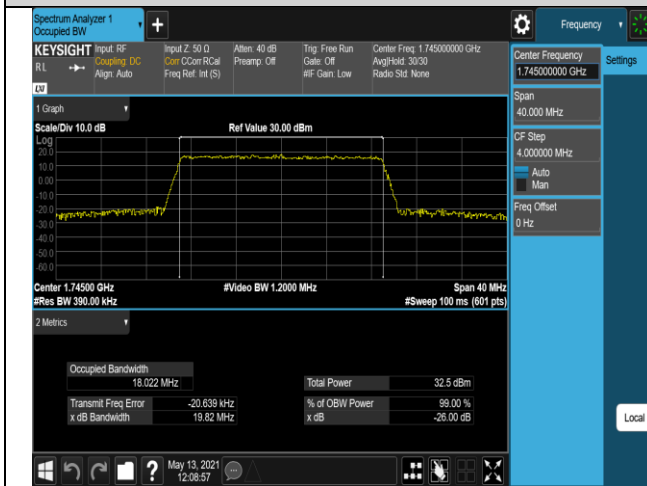 Spectrum Analyzer 1
Occupied BW
+
Frequency
KEYSIGHT
RL
LXI
Input: RF
Coupling: DC
Align: Auto
Input Z: 50 Ω
Corr CCorr RCal
Freq Ref: Int (S)
Atten: 40 dB
Preamp: Off
Trig: Free Run
Gate: Off
#IF Gain: Low
Center Freq: 1.745000000 GHz
Avg|Hold: 30/30
Radio Std: None
Center Frequency
1.745000000 GHz
Settings
Span
40.000 MHz
CF Step
4.000000 MHz
Auto
Man
Freq Offset
0 Hz
Local
1 Graph
Scale/Div 10.0 dB
Ref Value 30.00 dBm
Log
20.0
10.0
0.00
-10.0
-20.0
-30.0
-40.0
-50.0
-60.0
Center 1.74500 GHz
#Video BW 1.2000 MHz
Span 40 MHz
#Res BW 390.00 kHz
#Sweep 100 ms (601 pts)
2 Metrics
Occupied Bandwidth
18.022 MHz
Total Power
32.5 dBm
Transmit Freq Error
-20.639 kHz
% of OBW Power
99.00 %
x dB Bandwidth
19.82 MHz
x dB
-26.00 dB
?
May 13, 2021
12:08:57